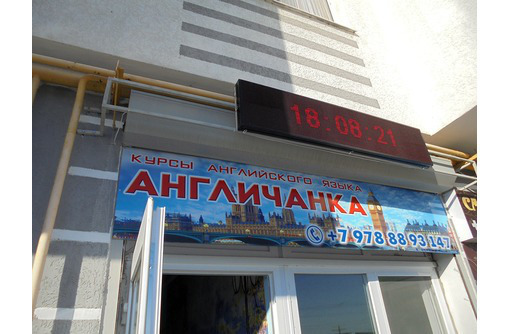 18:08:21
КУРСЫ АНГЛИЙСКОГО ЯЗЫКА
АНГЛИЧАНКА
+7 978 88 93 147